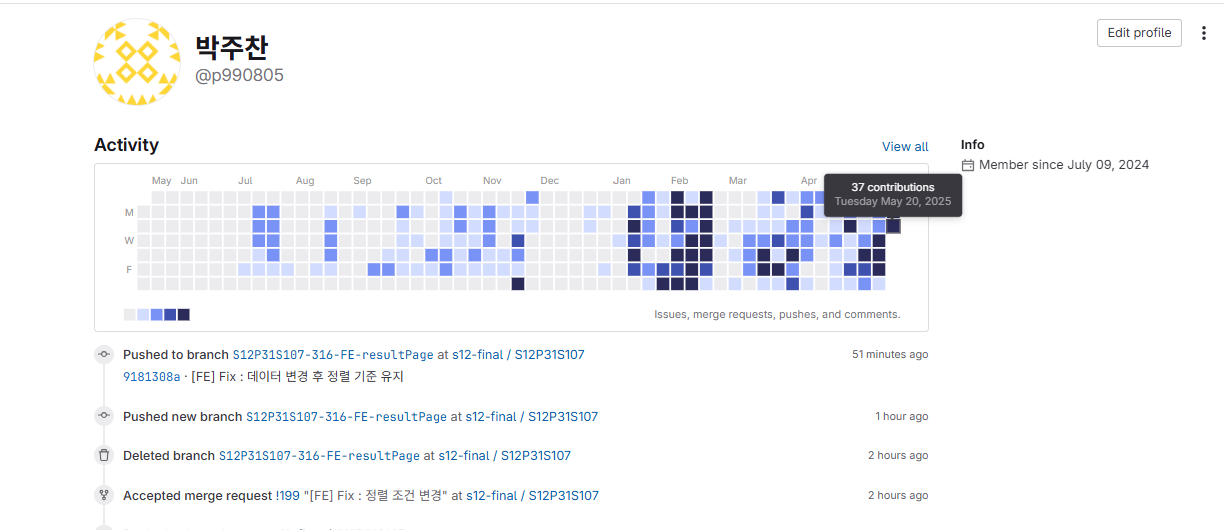 박주찬
@p990805
Edit profile
Activity
View all
Info
Member since July 09, 2024
May Jun Jul Aug Sep Oct Nov Dec Jan Feb Mar Apr
37 contributions
Tuesday May 20, 2025
M
W
F
Issues, merge requests, pushes, and comments.
Pushed to branch S12P31S107-316-FE-resultPage at s12-final / S12P31S107 51 minutes ago
9181308a · [FE] Fix : 데이터 변경 후 정렬 기준 유지
Pushed new branch S12P31S107-316-FE-resultPage at s12-final / S12P31S107 1 hour ago
Deleted branch S12P31S107-316-FE-resultPage at s12-final / S12P31S107 2 hours ago
Accepted merge request !199 "[FE] Fix : 정렬 조건 변경" at s12-final / S12P31S107 2 hours ago